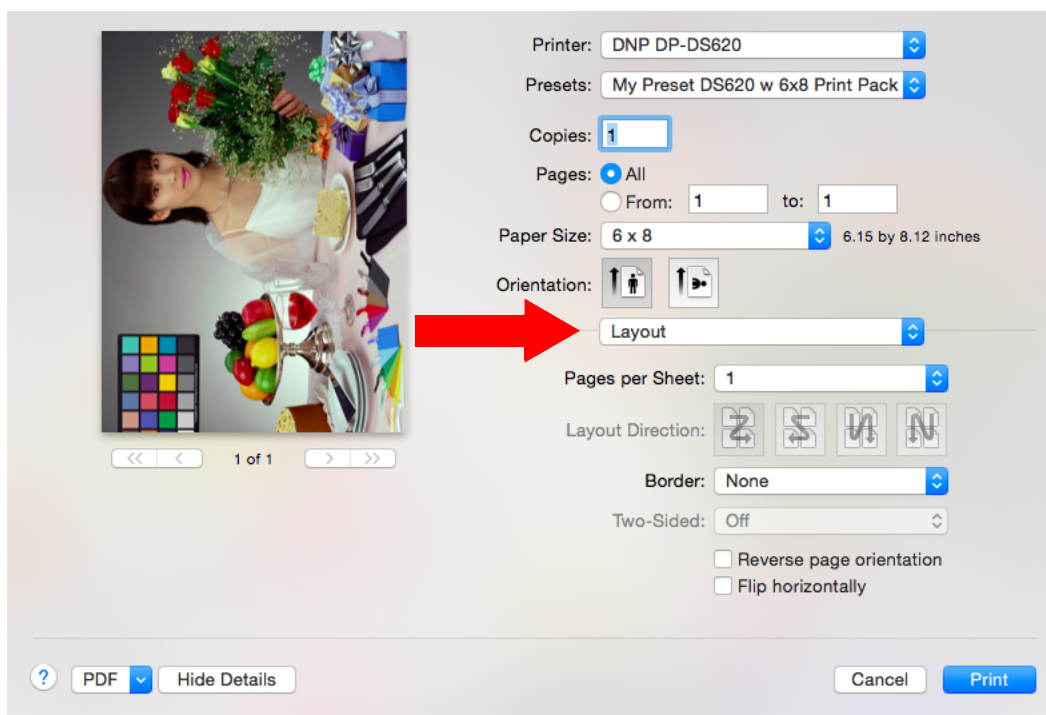 Printer: DNP DP-DS620
Presets: My Preset DS620 w 6x8 Print Pack
Copies: 1
Pages: All
From: 1 to: 1
Paper Size: 6 x 8 6.15 by 8.12 inches
Orientation:
Layout
Pages per Sheet: 1
Layout Direction:
Border: None
Two-Sided: Off
Reverse page orientation
Flip horizontally
<< < 1 of 1 > >>
? PDF Hide Details Cancel Print